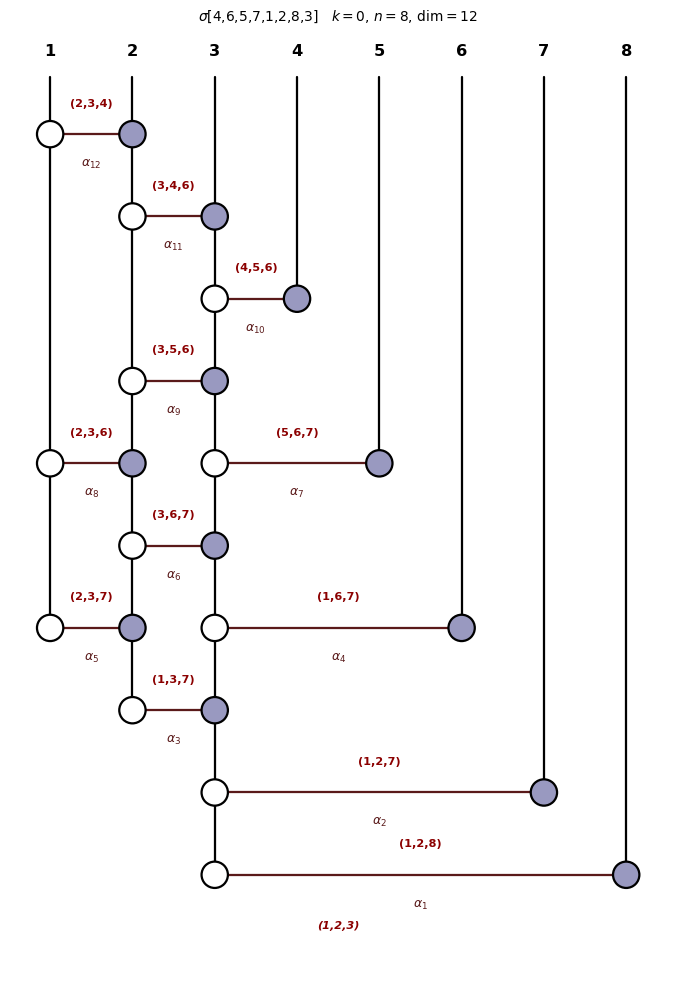 σ[4,6,5,7,1,2,8,3]   k=0, n=8, dim=12
1 2 3 4 5 6 7 8
(2,3,4)
α₁₂
(3,4,6)
α₁₁
(4,5,6)
α₁₀
(3,5,6)
α₉
(2,3,6) (5,6,7)
α₈ α₇
(3,6,7)
α₆
(2,3,7) (1,6,7)
α₅ α₄
(1,3,7)
α₃
(1,2,7)
α₂
(1,2,8)
α₁
(1,2,3)